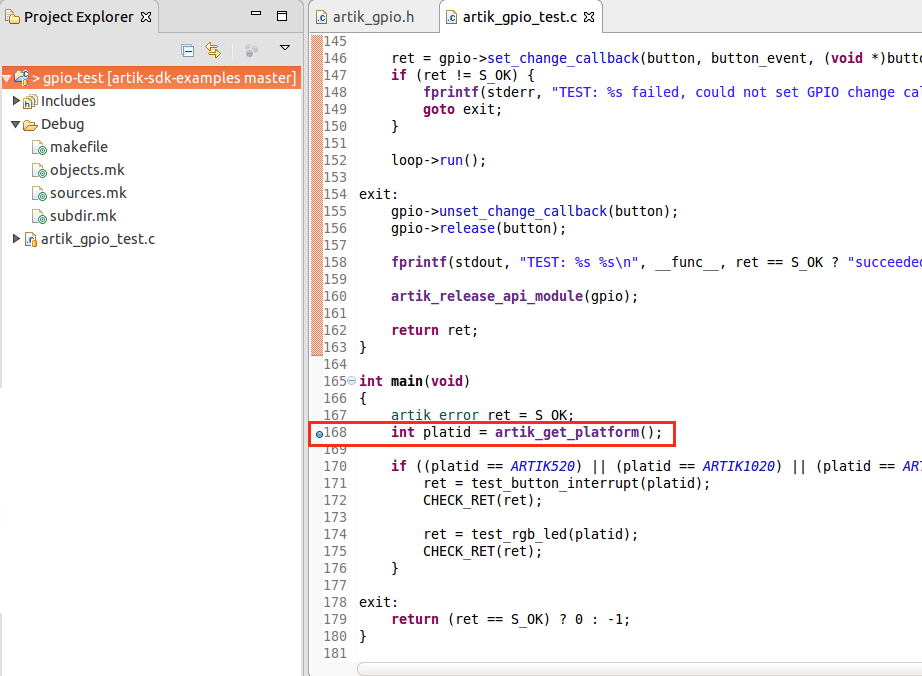 Project Explorer
> gpio-test [artik-sdk-examples master]
Includes
Debug
makefile
objects.mk
sources.mk
subdir.mk
artik_gpio_test.c
artik_gpio.h artik_gpio_test.c
145
146 ret = gpio->set_change_callback(button, button_event, (void *)butto
147 if (ret != S_OK) {
148 fprintf(stderr, "TEST: %s failed, could not set GPIO change cal
149 goto exit;
150 }
151
152 loop->run();
153
154 exit:
155 gpio->unset_change_callback(button);
156 gpio->release(button);
157
158 fprintf(stdout, "TEST: %s %s\n", __func__, ret == S_OK ? "succeeded
159
160 artik_release_api_module(gpio);
161
162 return ret;
163 }
164
165 int main(void)
166 {
167 artik_error ret = S_OK;
168 int platid = artik_get_platform();
169
170 if ((platid == ARTIK520) || (platid == ARTIK1020) || (platid == ART
171 ret = test_button_interrupt(platid);
172 CHECK_RET(ret);
173
174 ret = test_rgb_led(platid);
175 CHECK_RET(ret);
176 }
177
178 exit:
179 return (ret == S_OK) ? 0 : -1;
180 }
181